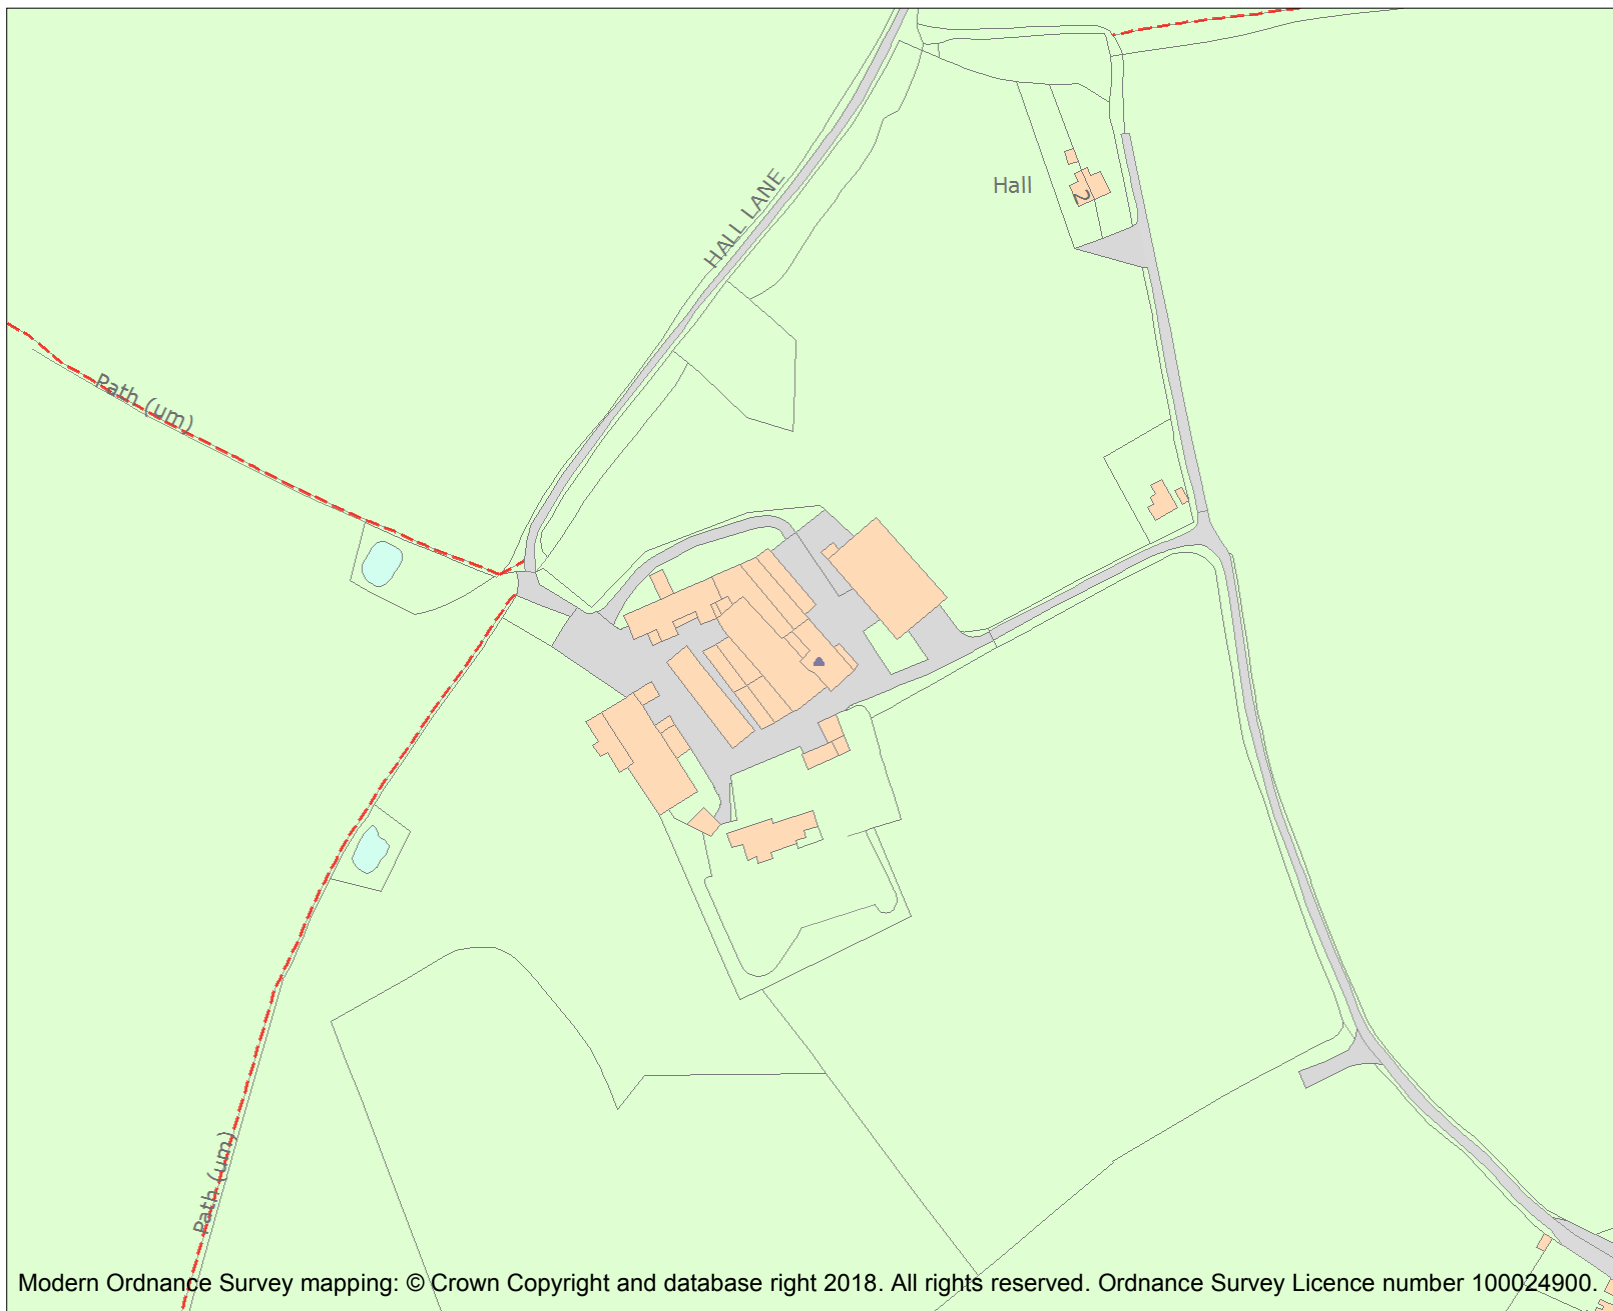 Hall
2
HALL LANE
Path (um)
Path (um)
Modern Ordnance Survey mapping: © Crown Copyright and database right 2018. All rights reserved. Ordnance Survey Licence number 100024900.